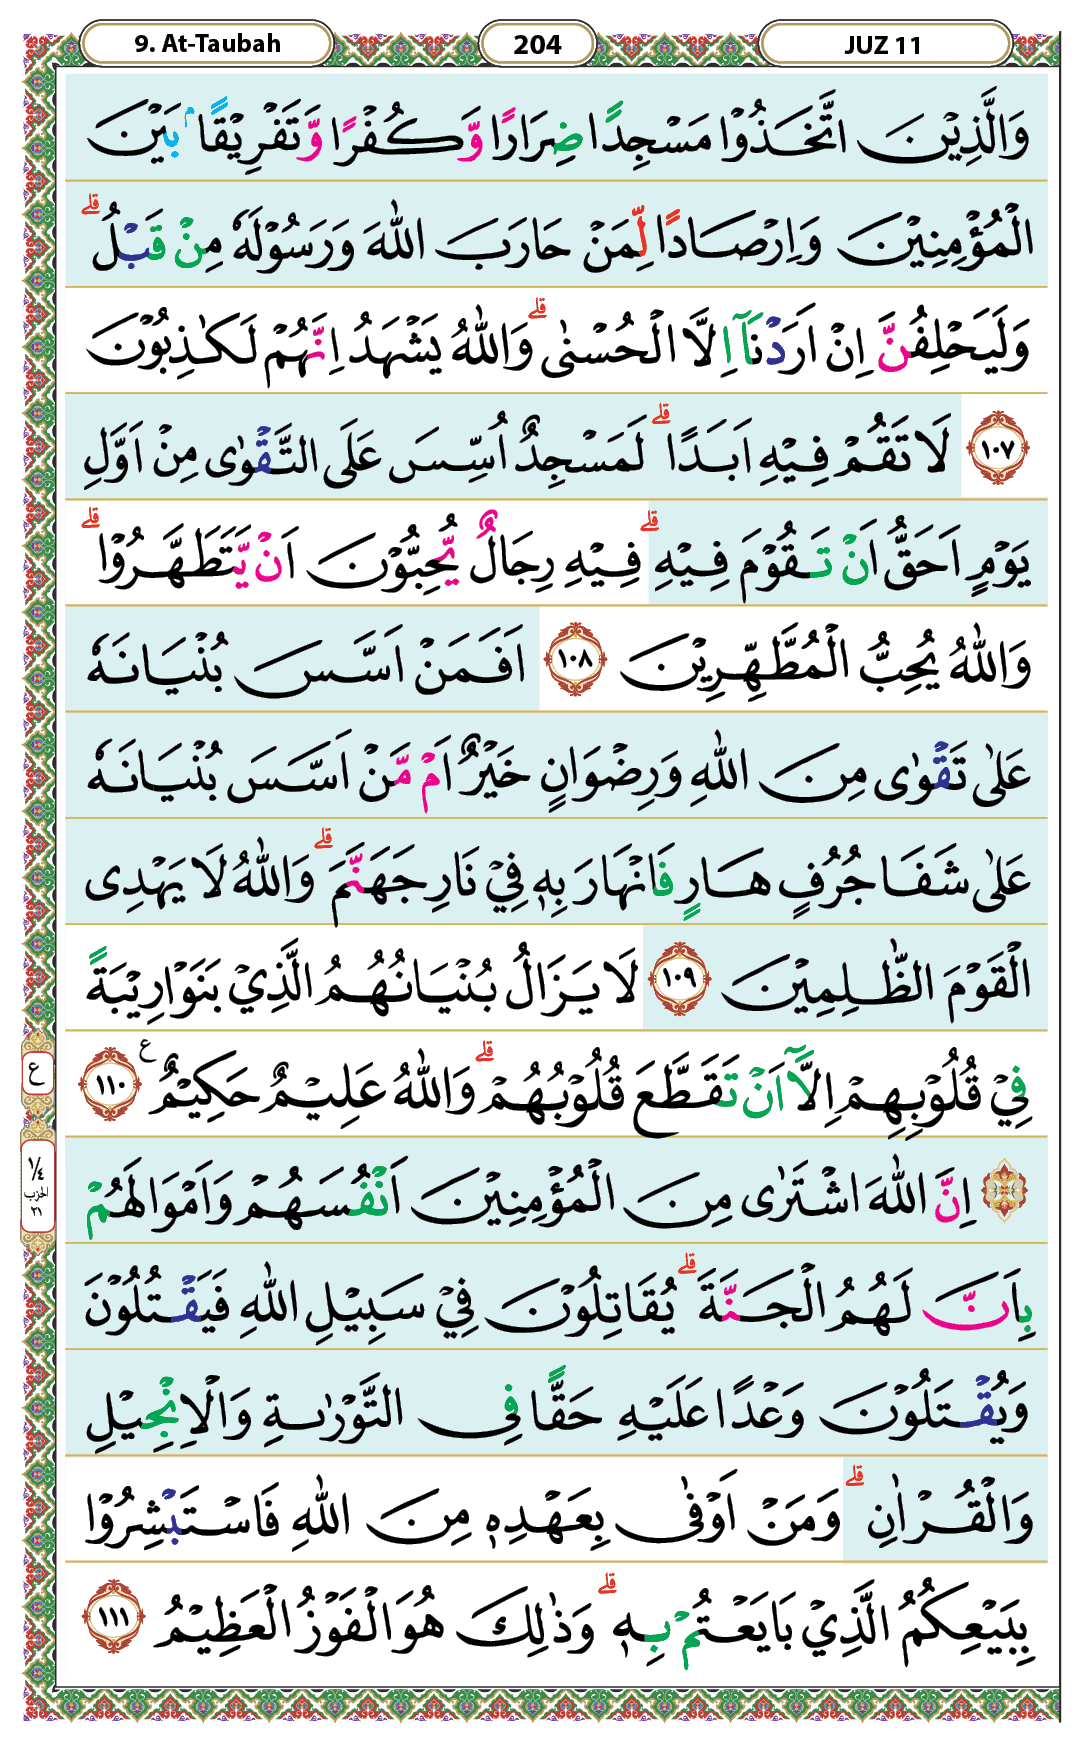 9. At-Taubah
204
JUZ 11
وَالَّذِيْنَ اتَّخَذُوْا مَسْجِدًا ضِرَارًا وَّكُفْرًا وَّتَفْرِيْقًاۢ بَيْنَ
الْمُؤْمِنِيْنَ وَاِرْصَادًا لِّمَنْ حَارَبَ اللّٰهَ وَرَسُوْلَهٗ مِنْ قَبْلُ ۗ
وَلَيَحْلِفُنَّ اِنْ اَرَدْنَآ اِلَّا الْحُسْنٰى ۗ وَاللّٰهُ يَشْهَدُ اِنَّهُمْ لَكٰذِبُوْنَ
١٠٧ لَا تَقُمْ فِيْهِ اَبَدًا ۗ لَمَسْجِدٌ اُسِّسَ عَلَى التَّقْوٰى مِنْ اَوَّلِ
يَوْمٍ اَحَقُّ اَنْ تَقُوْمَ فِيْهِ ۗ فِيْهِ رِجَالٌ يُّحِبُّوْنَ اَنْ يَّتَطَهَّرُوْا ۗ
وَاللّٰهُ يُحِبُّ الْمُطَّهِّرِيْنَ ١٠٨ اَفَمَنْ اَسَّسَ بُنْيَانَهٗ
عَلٰى تَقْوٰى مِنَ اللّٰهِ وَرِضْوَانٍ خَيْرٌ اَمْ مَّنْ اَسَّسَ بُنْيَانَهٗ
عَلٰى شَفَا جُرُفٍ هَارٍ فَانْهَارَ بِهٖ فِيْ نَارِ جَهَنَّمَ ۗ وَاللّٰهُ لَا يَهْدِى
الْقَوْمَ الظّٰلِمِيْنَ ١٠٩ لَا يَزَالُ بُنْيَانُهُمُ الَّذِيْ بَنَوْا رِيْبَةً
فِيْ قُلُوْبِهِمْ اِلَّآ اَنْ تَقَطَّعَ قُلُوْبُهُمْ ۗ وَاللّٰهُ عَلِيْمٌ حَكِيْمٌ ࣖ ١١٠
ع
۞ اِنَّ اللّٰهَ اشْتَرٰى مِنَ الْمُؤْمِنِيْنَ اَنْفُسَهُمْ وَاَمْوَالَهُمْ
١/٤
الحزب
٢١
بِاَنَّ لَهُمُ الْجَنَّةَ ۗ يُقَاتِلُوْنَ فِيْ سَبِيْلِ اللّٰهِ فَيَقْتُلُوْنَ
وَيُقْتَلُوْنَ وَعْدًا عَلَيْهِ حَقًّا فِى التَّوْرٰىةِ وَالْاِنْجِيْلِ
وَالْقُرْاٰنِ ۗ وَمَنْ اَوْفٰى بِعَهْدِهٖ مِنَ اللّٰهِ فَاسْتَبْشِرُوْا
بِبَيْعِكُمُ الَّذِيْ بَايَعْتُمْ بِهٖ ۗ وَذٰلِكَ هُوَ الْفَوْزُ الْعَظِيْمُ ١١١